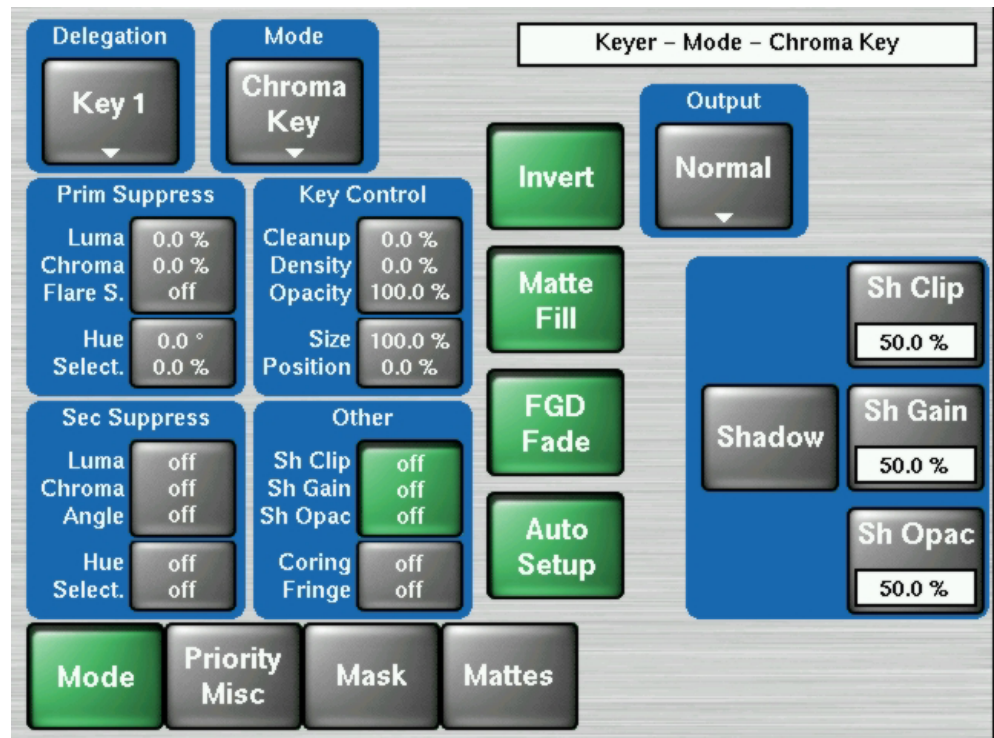 Delegation
Key 1
Mode
Chroma
Key
Keyer – Mode – Chroma Key
Output
Normal
Prim Suppress
Luma 0.0 %
Chroma 0.0 %
Flare S. off
Hue 0.0 °
Select. 0.0 %
Key Control
Cleanup 0.0 %
Density 0.0 %
Opacity 100.0 %
Size 100.0 %
Position 0.0 %
Sec Suppress
Luma off
Chroma off
Angle off
Hue off
Select. off
Other
Sh Clip off
Sh Gain off
Sh Opac off
Coring off
Fringe off
Invert
Matte
Fill
FGD
Fade
Auto
Setup
Shadow
Sh Clip
50.0 %
Sh Gain
50.0 %
Sh Opac
50.0 %
Mode
Priority
Misc
Mask
Mattes